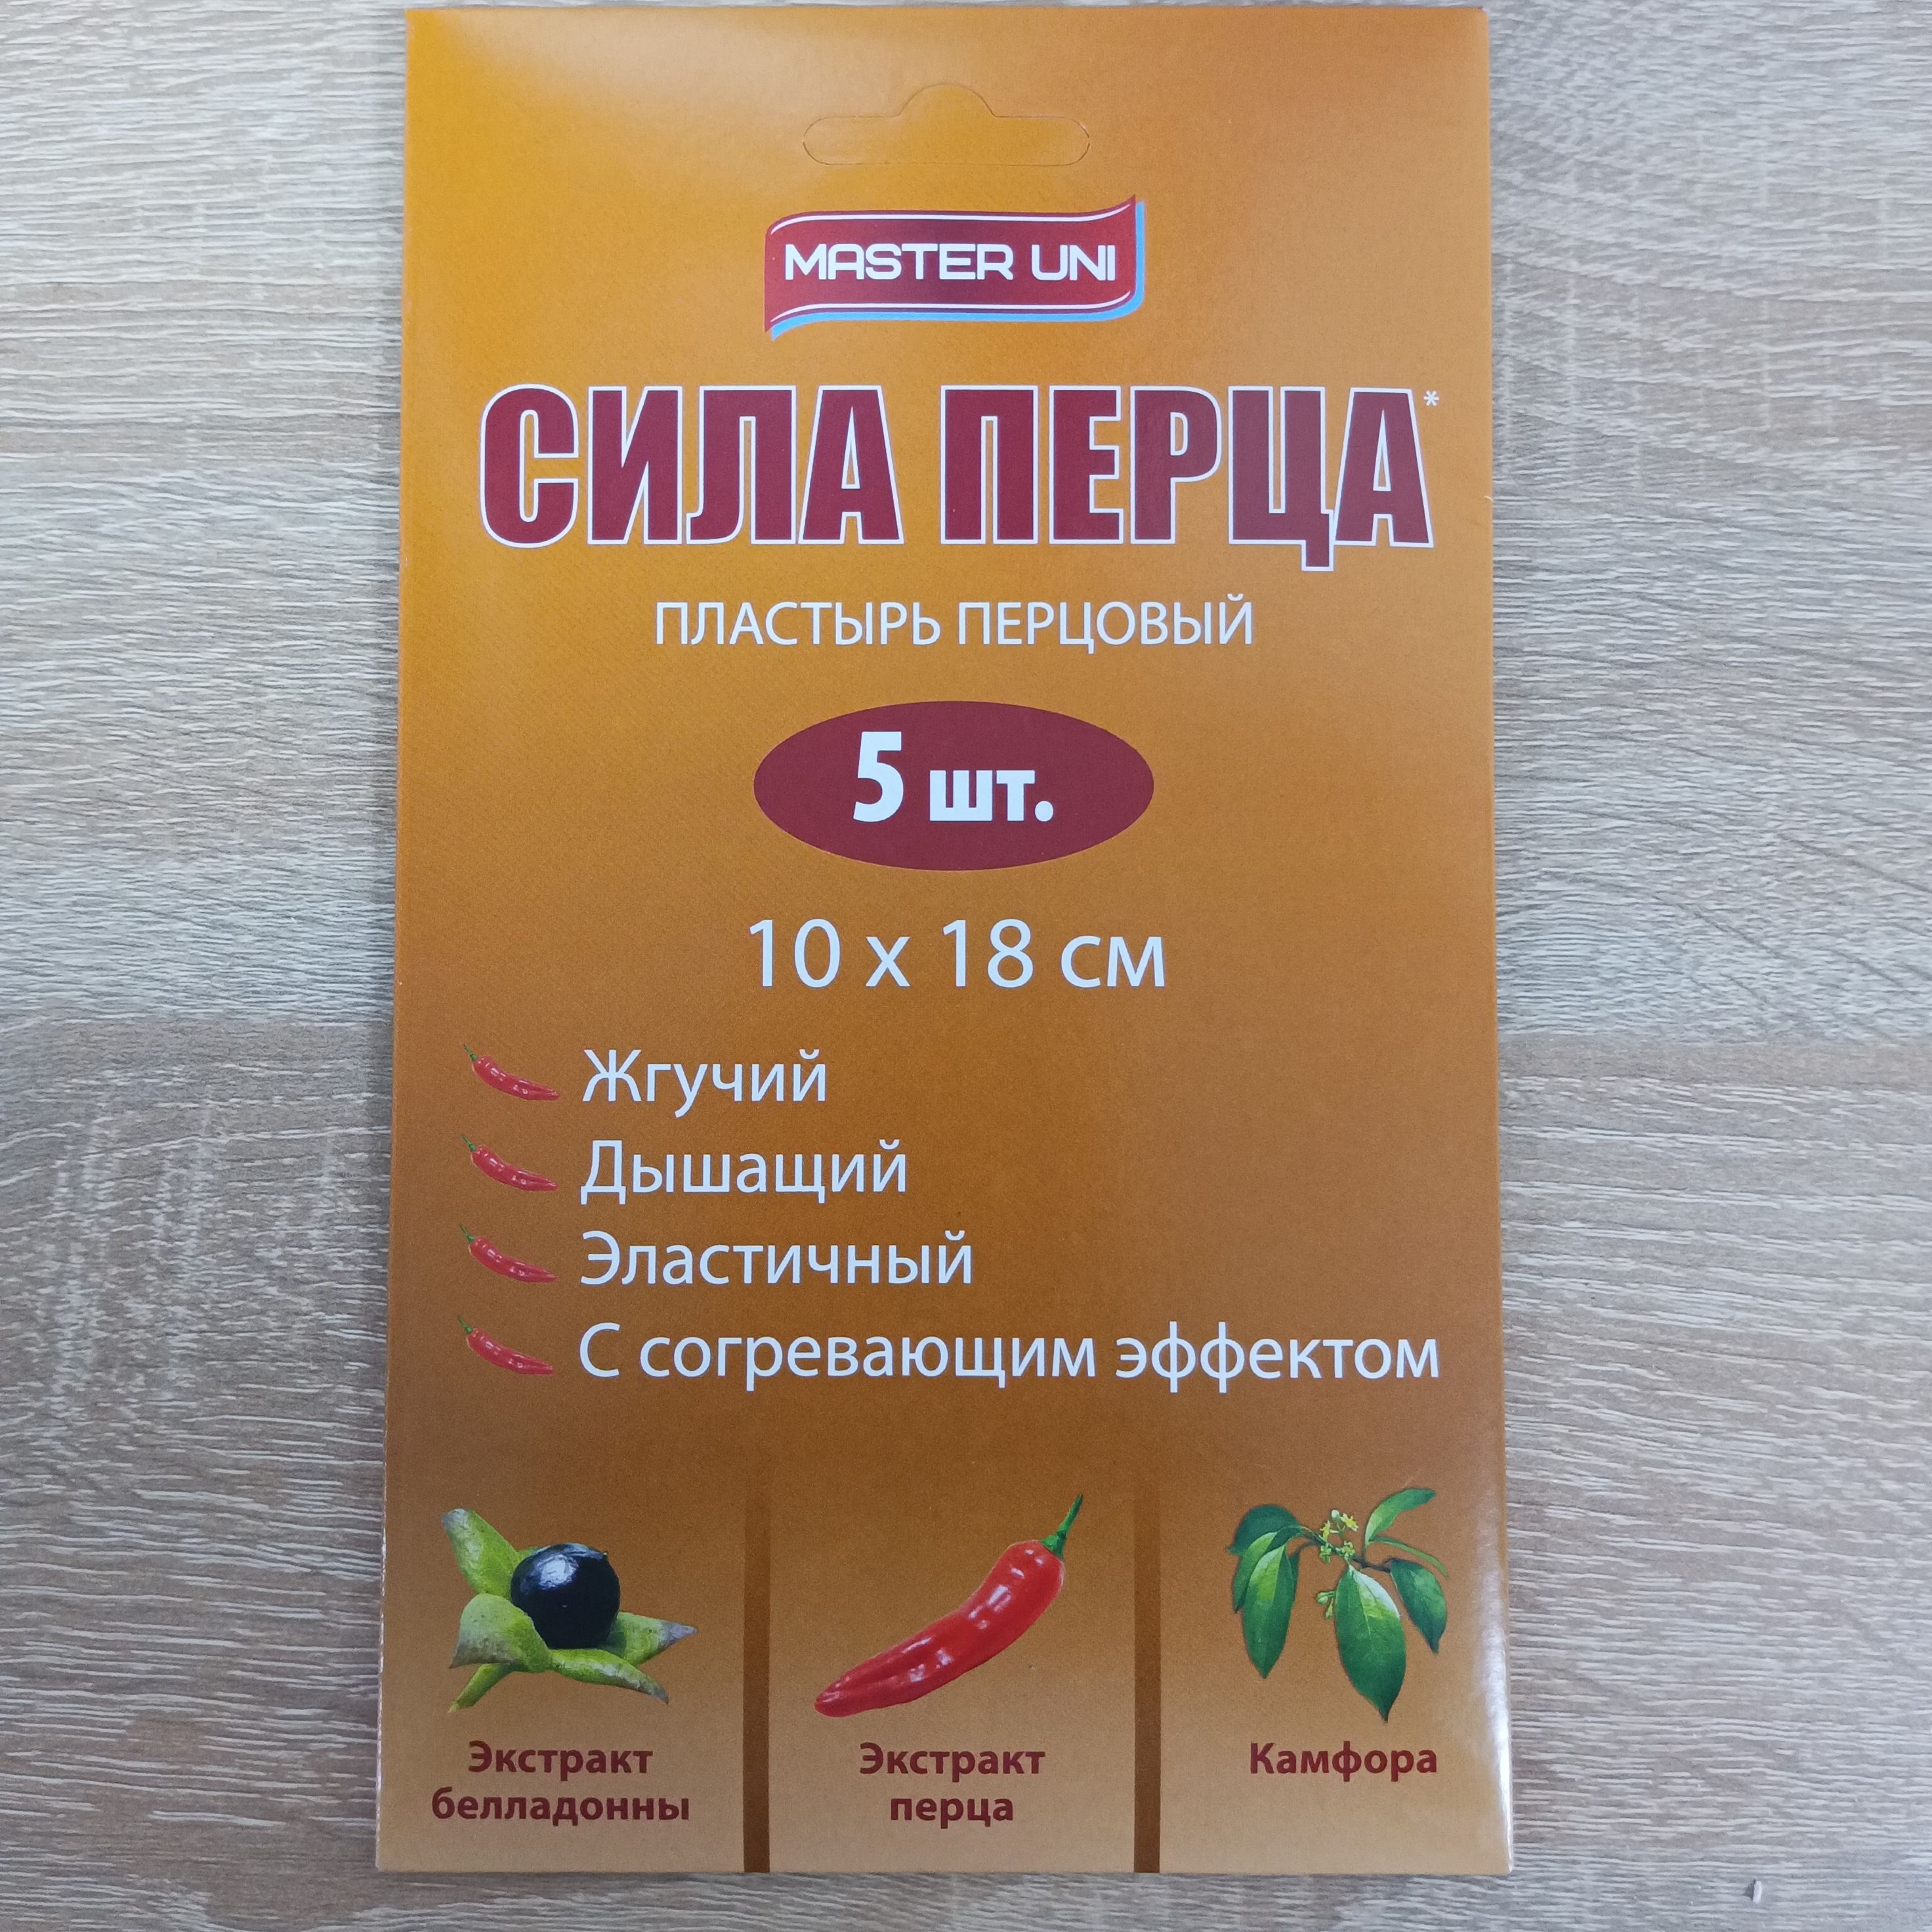 MASTER UNI
СИЛА ПЕРЦА*
ПЛАСТЫРЬ ПЕРЦОВЫЙ
5 шт.
10 х 18 см
Жгучий
Дышащий
Эластичный
С согревающим эффектом
Экстракт
белладонны
Экстракт
перца
Камфора